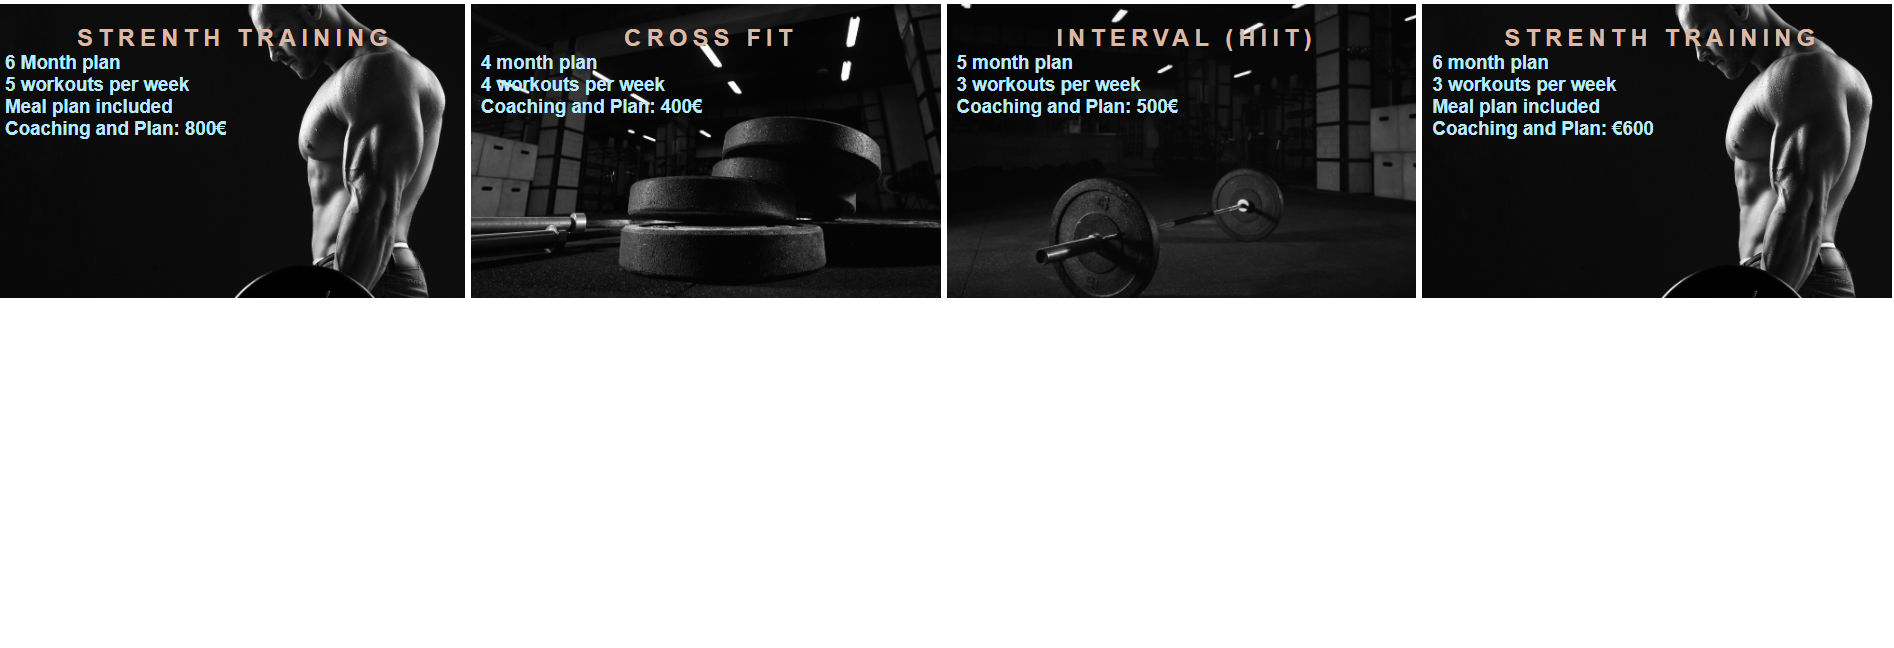 STRENTH TRAINING
6 Month plan
5 workouts per week
Meal plan included
Coaching and Plan: 800€
CROSS FIT
4 month plan
4 workouts per week
Coaching and Plan: 400€
INTERVAL (HIIT)
5 month plan
3 workouts per week
Coaching and Plan: 500€
STRENTH TRAINING
6 month plan
3 workouts per week
Meal plan included
Coaching and Plan: €600